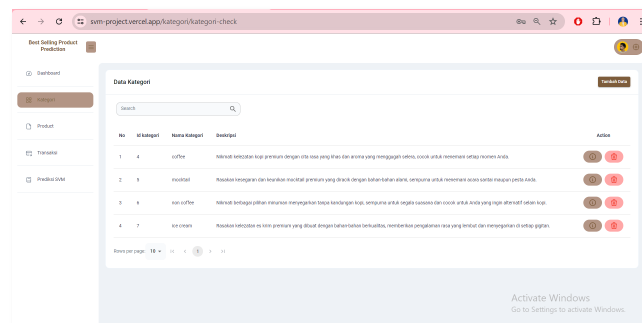 svm-project.vercel.app/kategori/kategori-check
Best Selling Product
Prediction
Dashboard
Kategori
Product
Transaksi
Prediksi SVM
Data Kategori
Tambah Data
Search
No Id kategori Nama Kategori Deskripsi Action
1 4 coffee Nikmati kelezatan kopi premium dengan cita rasa yang khas dan aroma yang menggugah selera, cocok untuk menemani setiap momen Anda.
2 5 mocktail Rasakan kesegaran dan keunikan mocktail premium yang diracik dengan bahan-bahan alami, sempurna untuk menemani acara santai maupun pesta Anda.
3 6 non coffee Nikmati berbagai pilihan minuman menyegarkan tanpa kandungan kopi, sempurna untuk segala suasana dan cocok untuk Anda yang ingin alternatif selain kopi.
4 7 ice cream Rasakan kelezatan es krim premium yang dibuat dengan bahan-bahan berkualitas, memberikan pengalaman rasa yang lembut dan menyegarkan di setiap gigitan.
Rows per page 10 1
Activate Windows
Go to Settings to activate Windows.